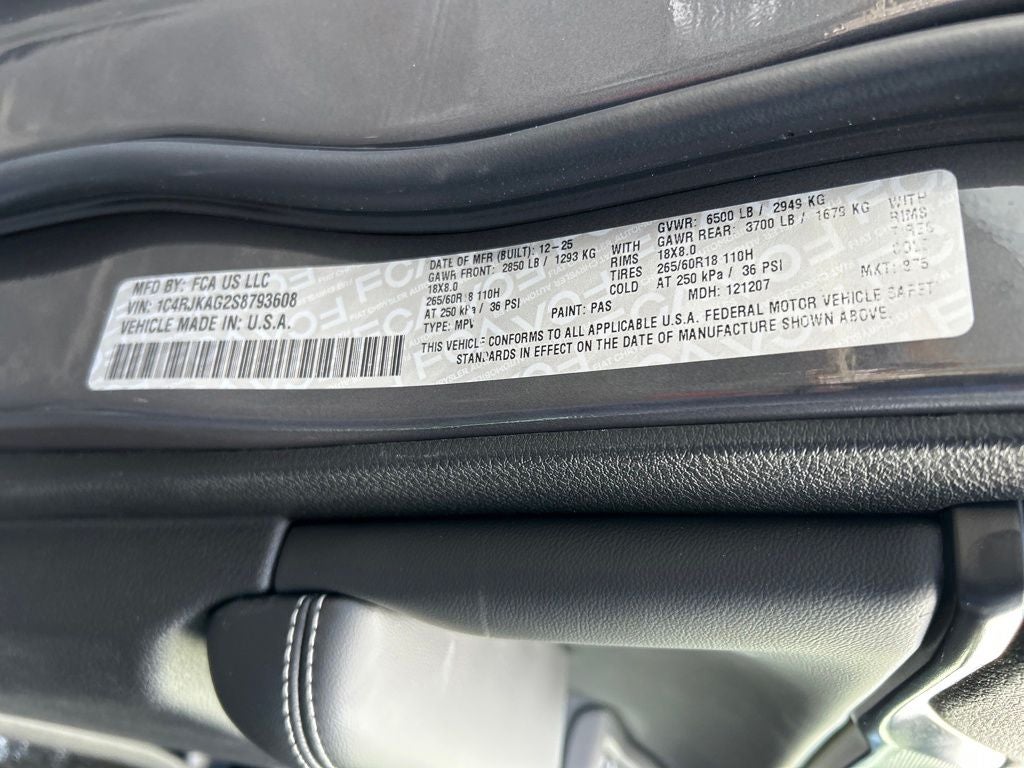 MFD BY: FCA US LLC
VIN: 1C4RJKAG2S8793608
VEHICLE MADE IN: U.S.A.
DATE OF MFR (BUILT): 12-25
GAWR FRONT: 2850 LB / 1293 KG WITH
18X8.0 RIMS
265/60R18 110H TIRES
AT 250 kPa / 36 PSI COLD
TYPE: MPV PAINT: PAS
GVWR: 6500 LB / 2949 KG
GAWR REAR: 3700 LB / 1679 KG WITH
18X8.0 RIMS
265/60R18 110H TIRES
AT 250 kPa / 36 PSI COLD
MDH: 121207 MKT: 875
THIS VEHICLE CONFORMS TO ALL APPLICABLE U.S.A. FEDERAL MOTOR VEHICLE SAFETY
STANDARDS IN EFFECT ON THE DATE OF MANUFACTURE SHOWN ABOVE.